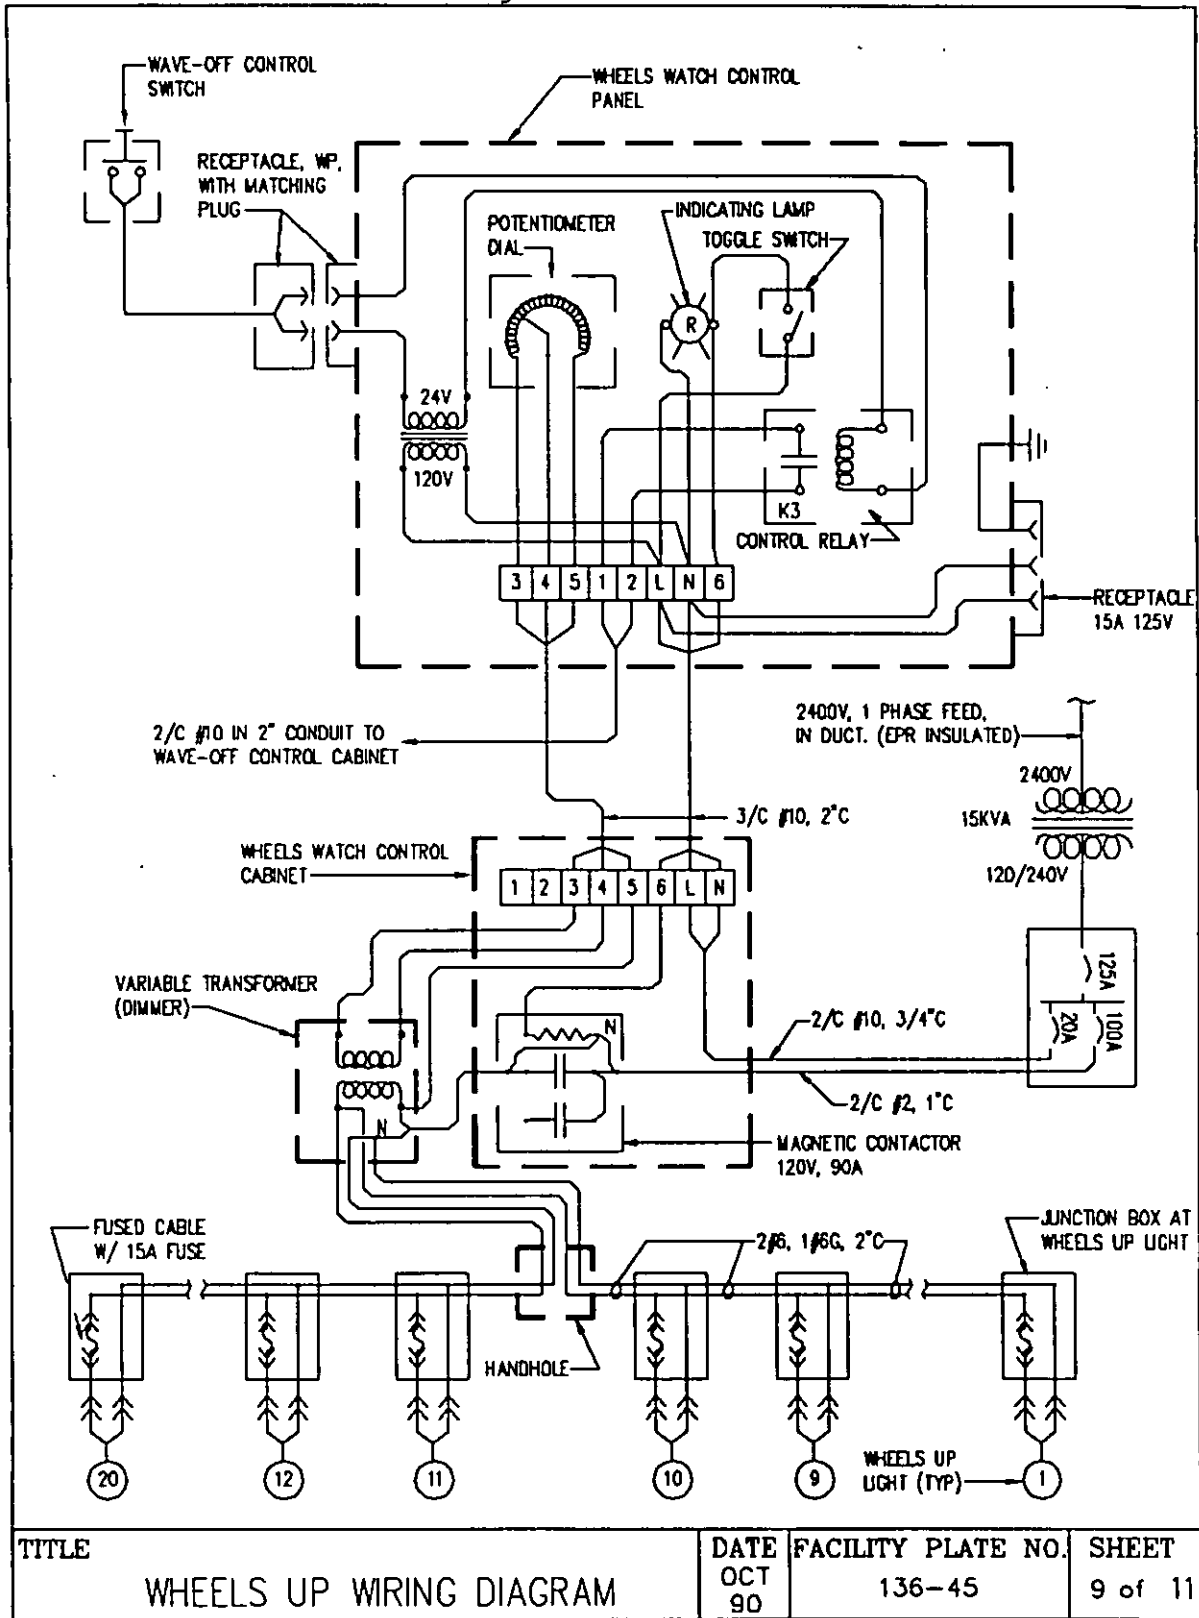 WAVE-OFF CONTROL
SWITCH
WHEELS WATCH CONTROL
PANEL
RECEPTACLE, WP,
WITH MATCHING
PLUG
POTENTIOMETER
DIAL
INDICATING LAMP
TOGGLE SWITCH
R
24V
120V
K3
CONTROL RELAY
3 4 5 1 2 L N 6
RECEPTACLE
15A 125V
2/C #10 IN 2" CONDUIT TO
WAVE-OFF CONTROL CABINET
2400V, 1 PHASE FEED,
IN DUCT. (EPR INSULATED)
2400V
15KVA
120/240V
3/C #10, 2"C
WHEELS WATCH CONTROL
CABINET
1 2 3 4 5 6 L N
VARIABLE TRANSFORMER
(DIMMER)
125A
20A
100A
N
2/C #10, 3/4"C
2/C #2, 1"C
N
MAGNETIC CONTACTOR
120V, 90A
FUSED CABLE
W/ 15A FUSE
2#6, 1#6G, 2"C
JUNCTION BOX AT
WHEELS UP LIGHT
HANDHOLE
WHEELS UP
LIGHT (TYP)
20 12 11 10 9 1
TITLE
WHEELS UP WIRING DIAGRAM
DATE
OCT
90
FACILITY PLATE NO.
136-45
SHEET
9 of 11